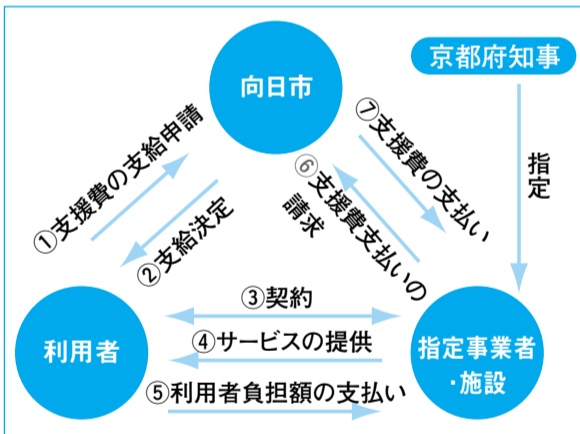 向日市
京都府知事
指定
①支援費の支給申請
②支給決定
⑦支援費の支払い
⑥支援費支払いの
請求
③契約
④サービスの提供
⑤利用者負担額の支払い
利用者
指定事業者
・施設